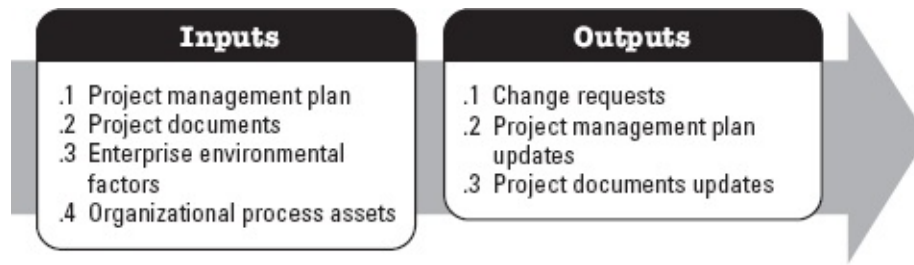 Inputs
.1 Project management plan
.2 Project documents
.3 Enterprise environmental
factors
.4 Organizational process assets
Outputs
.1 Change requests
.2 Project management plan
updates
.3 Project documents updates